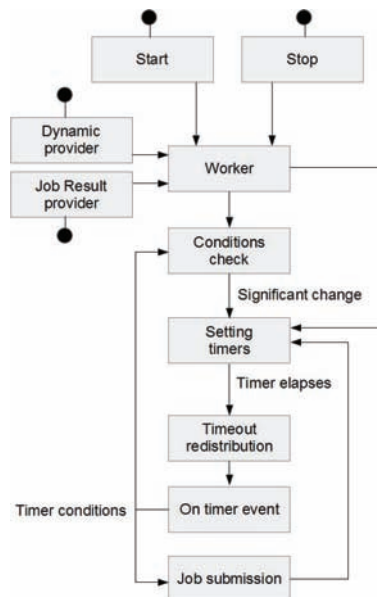 Start
Stop
Dynamic
provider
Worker
Job Result
provider
Conditions
check
Significant change
Setting
timers
Timer elapses
Timeout
redistribution
Timer conditions
On timer event
Job submission